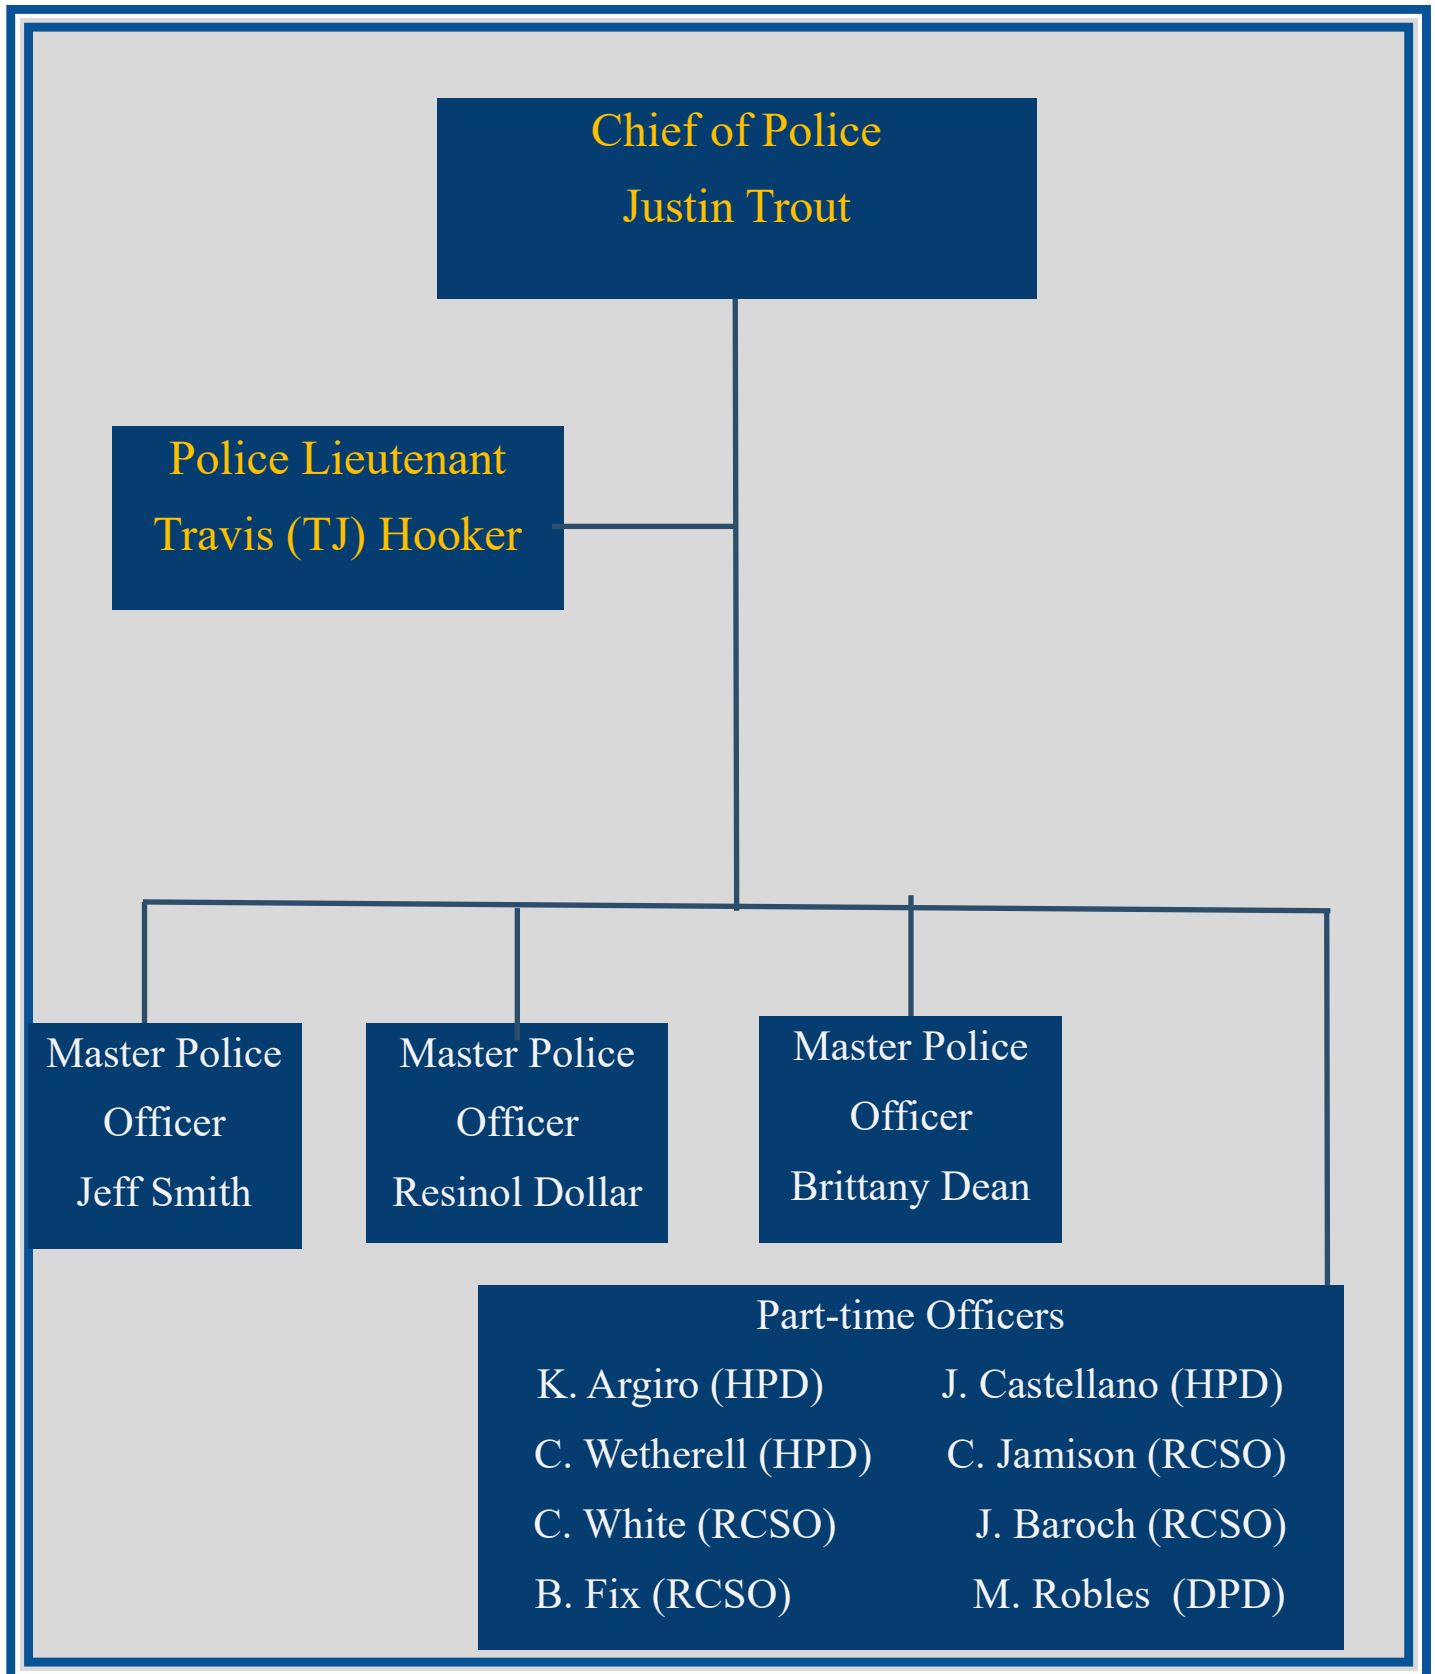 Chief of Police
Justin Trout
Police Lieutenant
Travis (TJ) Hooker
Master Police
Officer
Jeff Smith
Master Police
Officer
Resinol Dollar
Master Police
Officer
Brittany Dean
Part-time Officers
K. Argiro (HPD) J. Castellano (HPD)
C. Wetherell (HPD) C. Jamison (RCSO)
C. White (RCSO) J. Baroch (RCSO)
B. Fix (RCSO) M. Robles (DPD)